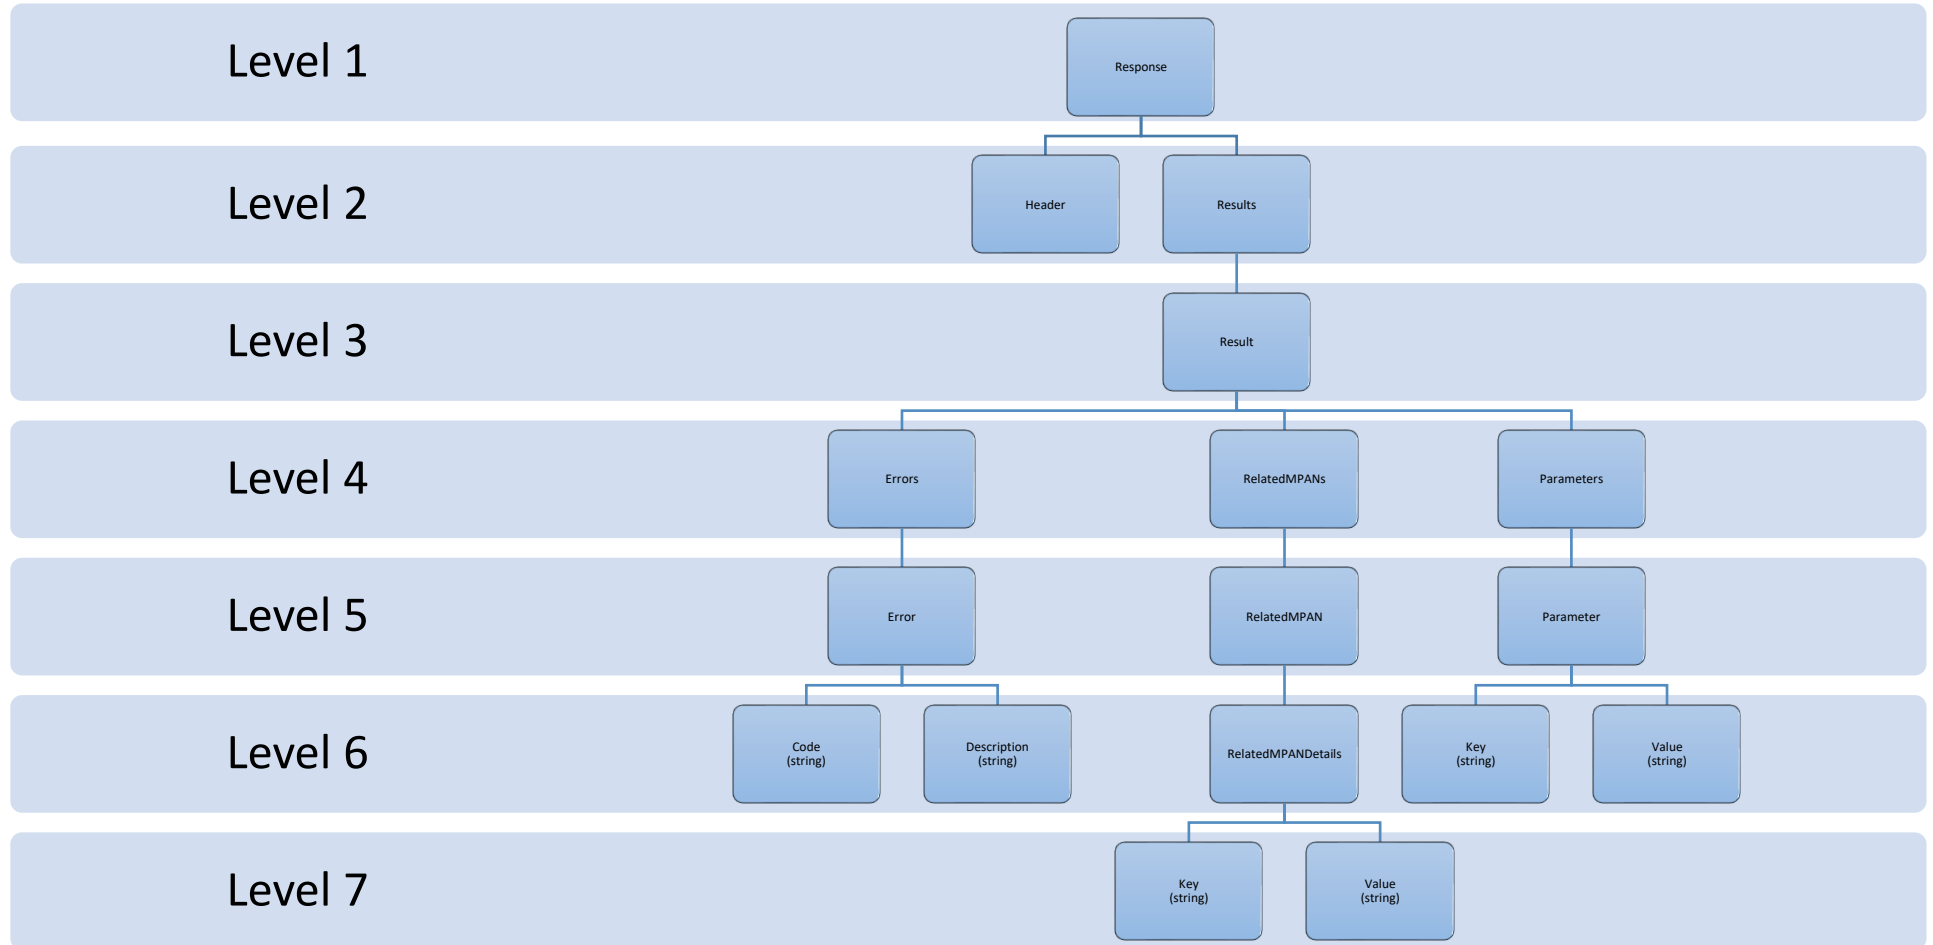 Level 1
Response
Level 2
Header
Results
Level 3
Result
Level 4
Errors
RelatedMPANs
Parameters
Level 5
Error
RelatedMPAN
Parameter
Level 6
Code
(string)
Description
(string)
RelatedMPANDetails
Key
(string)
Value
(string)
Level 7
Key
(string)
Value
(string)